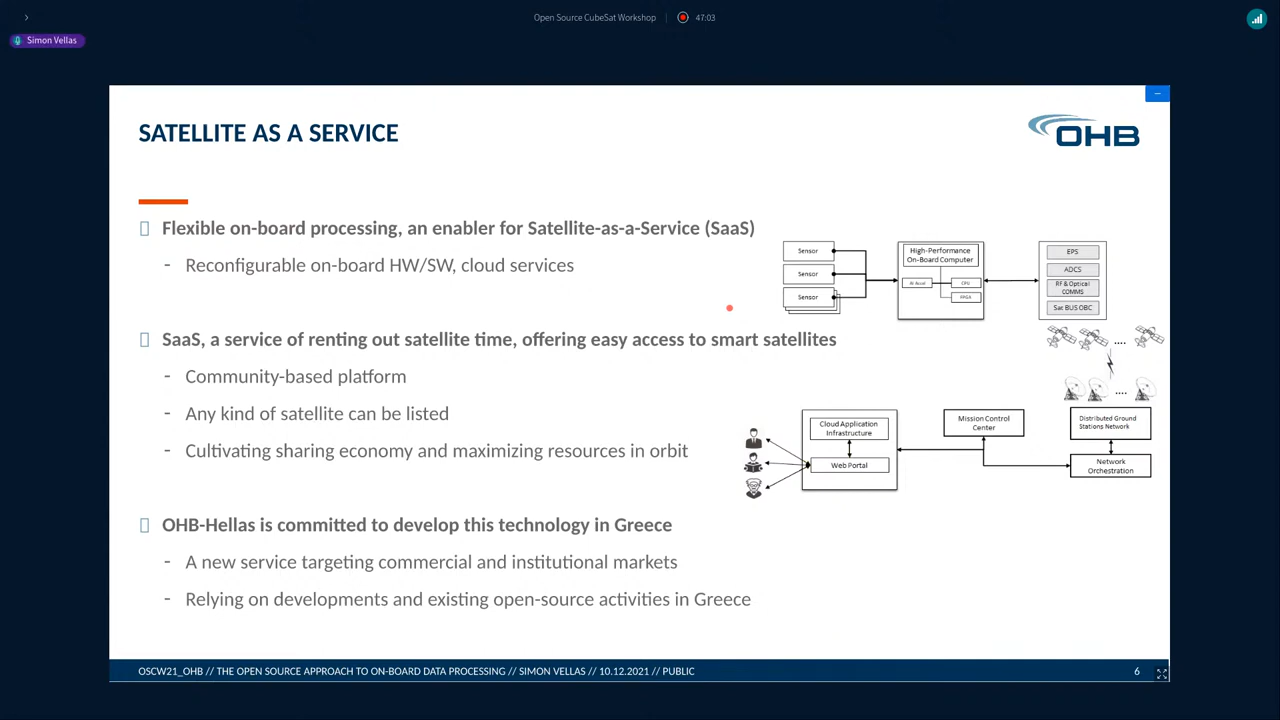 Open Source CubeSat Workshop
47:03
Simon Vellas
SATELLITE AS A SERVICE
OHB
Flexible on-board processing, an enabler for Satellite-as-a-Service (SaaS)
- Reconfigurable on-board HW/SW, cloud services
SaaS, a service of renting out satellite time, offering easy access to smart satellites
- Community-based platform
- Any kind of satellite can be listed
- Cultivating sharing economy and maximizing resources in orbit
OHB-Hellas is committed to develop this technology in Greece
- A new service targeting commercial and institutional markets
- Relying on developments and existing open-source activities in Greece
Sensor
Sensor
Sensor
High-Performance
On-Board Computer
AI Accel
CPU
FPGA
EPS
ADCS
RF & Optical
COMMS
Sat BUS OBC
....
....
Cloud Application
Infrastructure
Web Portal
Mission Control
Center
Distributed Ground
Stations Network
Network
Orchestration
OSCW21_OHB // THE OPEN SOURCE APPROACH TO ON-BOARD DATA PROCESSING // SIMON VELLAS // 10.12.2021 // PUBLIC
6